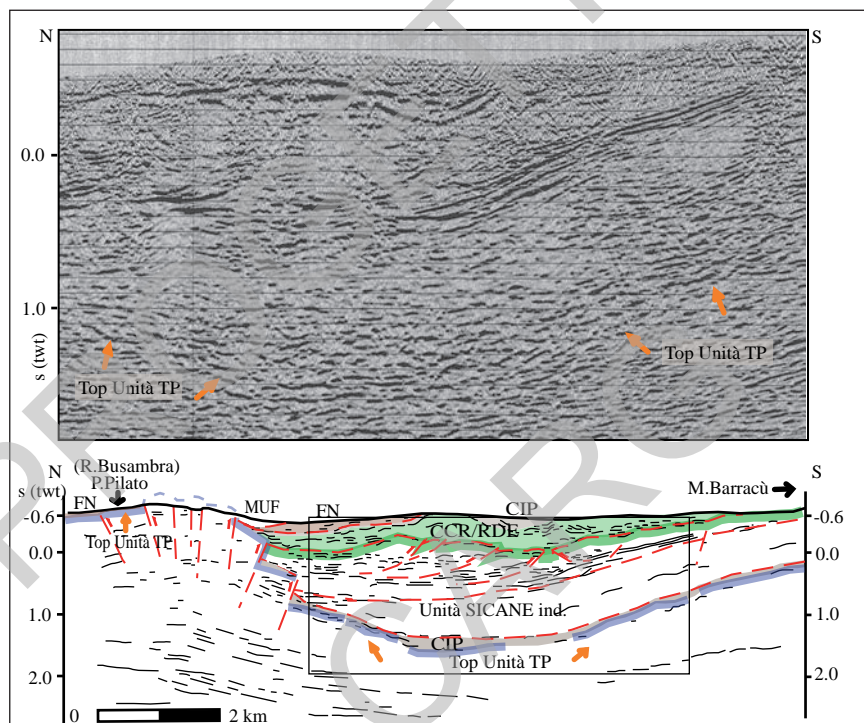 N
S
0.0
1.0
s (twt)
Top Unità TP
Top Unità TP
N
(R.Busambra)
s (twt)
P.Pilato
M.Barracù
S
FN
MUF
FN
CIP
-0.6
-0.6
CCR/RDE
Top Unità TP
0.0
0.0
Unità SICANE ind.
1.0
1.0
CIP
Top Unità TP
2.0
2.0
0
2 km